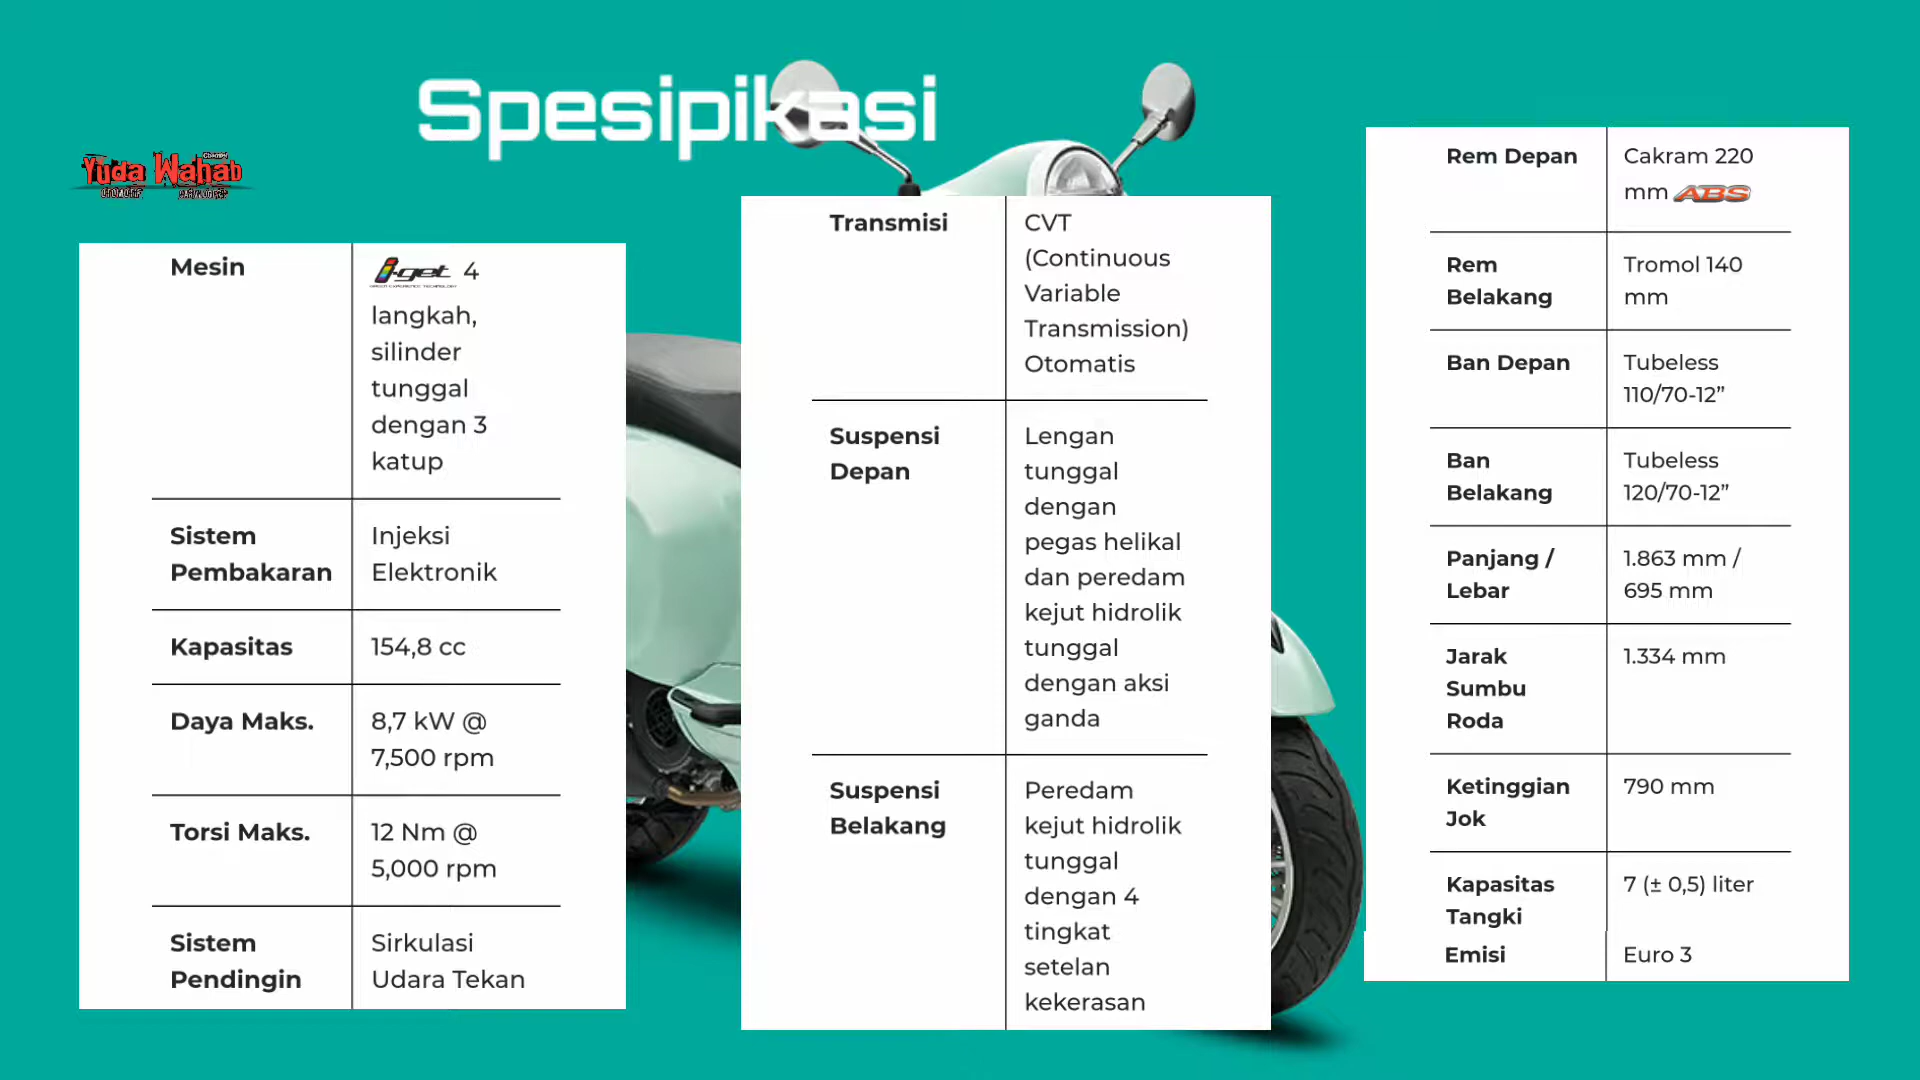 Spesipikasi
Channel
Yuda Wahab
Mesin
i-get 4
langkah,
silinder
tunggal
dengan 3
katup
Sistem
Pembakaran
Injeksi
Elektronik
Kapasitas
154,8 cc
Daya Maks.
8,7 kW @
7,500 rpm
Torsi Maks.
12 Nm @
5,000 rpm
Sistem
Pendingin
Sirkulasi
Udara Tekan
Transmisi
CVT
(Continuous
Variable
Transmission)
Otomatis
Suspensi
Depan
Lengan
tunggal
dengan
pegas helikal
dan peredam
kejut hidrolik
tunggal
dengan aksi
ganda
Suspensi
Belakang
Peredam
kejut hidrolik
tunggal
dengan 4
tingkat
setelan
kekerasan
Rem Depan
Cakram 220
mm ABS
Rem
Belakang
Tromol 140
mm
Ban Depan
Tubeless
110/70-12”
Ban
Belakang
Tubeless
120/70-12”
Panjang /
Lebar
1.863 mm /
695 mm
Jarak
Sumbu
Roda
1.334 mm
Ketinggian
Jok
790 mm
Kapasitas
Tangki
7 (± 0,5) liter
Emisi
Euro 3